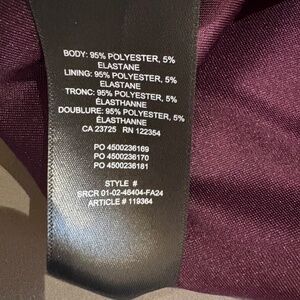 BODY: 95% POLYESTER, 5%
ELASTANE
LINING: 95% POLYESTER, 5%
ELASTANE
TRONC: 95% POLYESTER, 5%
ÉLASTHANNE
DOUBLURE: 95% POLYESTER, 5%
ÉLASTHANNE
CA 23725 RN 122354
PO 4500236169
PO 4500236170
PO 4500236181
STYLE #
SRCR 01-02-46404-FA24
ARTICLE # 119364